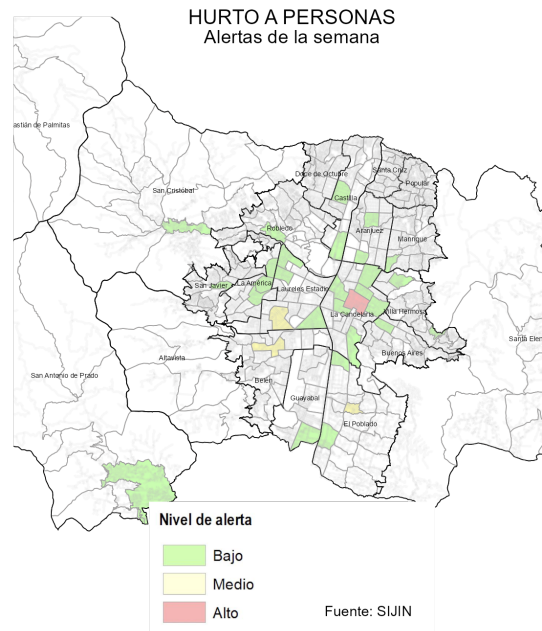 HURTO A PERSONAS
Alertas de la semana
astián de Palmitas
Doce de Octubre
Santa Cruz
Popular
San Cristóbal
Castilla
Robledo
Aranjuez
Manrique
San Javier
La América
Laureles Estadio
La Candelaria
Villa Hermosa
Santa Elen
Buenos Aires
Altavista
San Antonio de Prado
Belén
Guayabal
El Poblado
Nivel de alerta
Bajo
Medio
Alto
Fuente: SIJIN